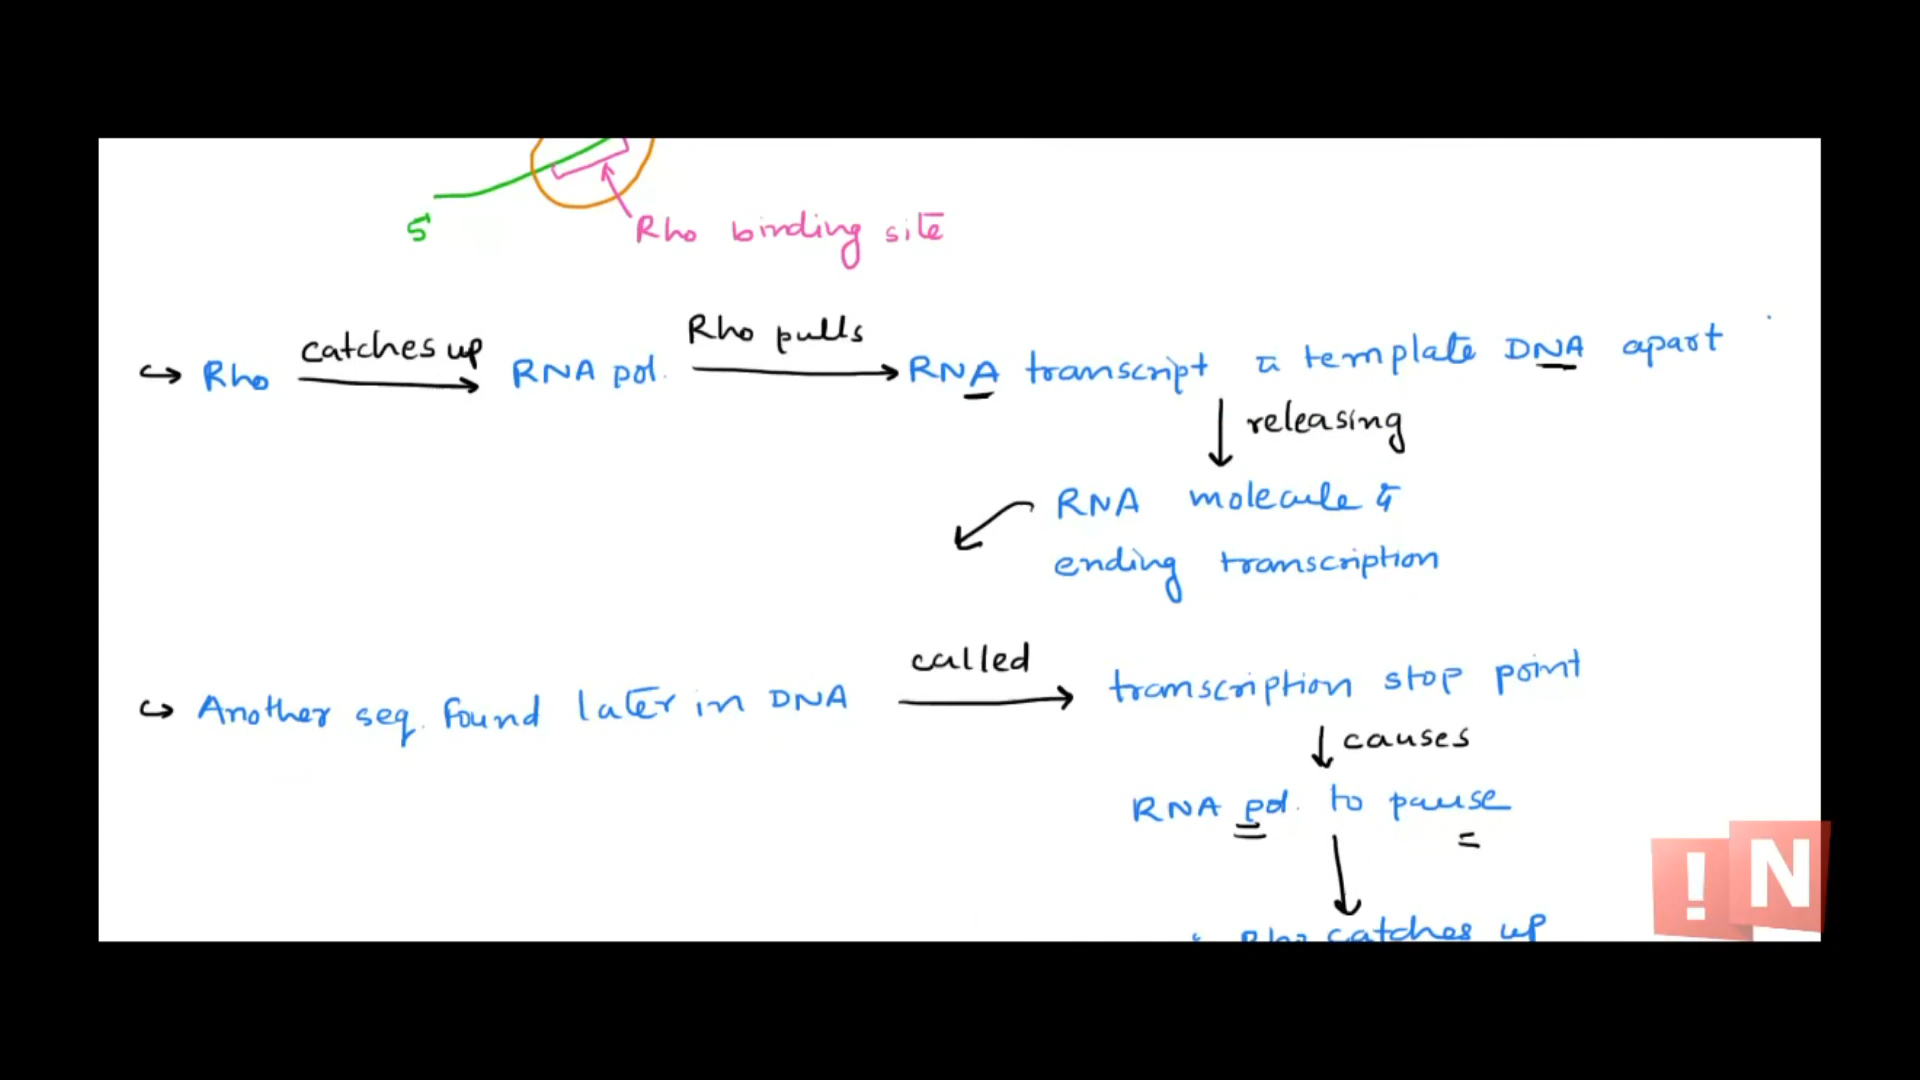 5'
Rho binding site
↪ Rho catches up → RNA pol. Rho pulls → RNA transcript & template DNA apart
↓ releasing
RNA molecule &
ending transcription
↪ Another seq. found later in DNA called → transcription stop point
↓ causes
RNA pol. to pause
↓
Rho catches up
!N